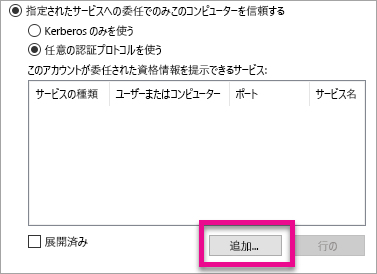 指定されたサービスへの委任でのみこのコンピューターを信頼する
Kerberos のみを使う
任意の認証プロトコルを使う
このアカウントが委任された資格情報を提示できるサービス:
サービスの種類 ユーザーまたはコンピューター ポート サービス名
展開済み 追加... 行の